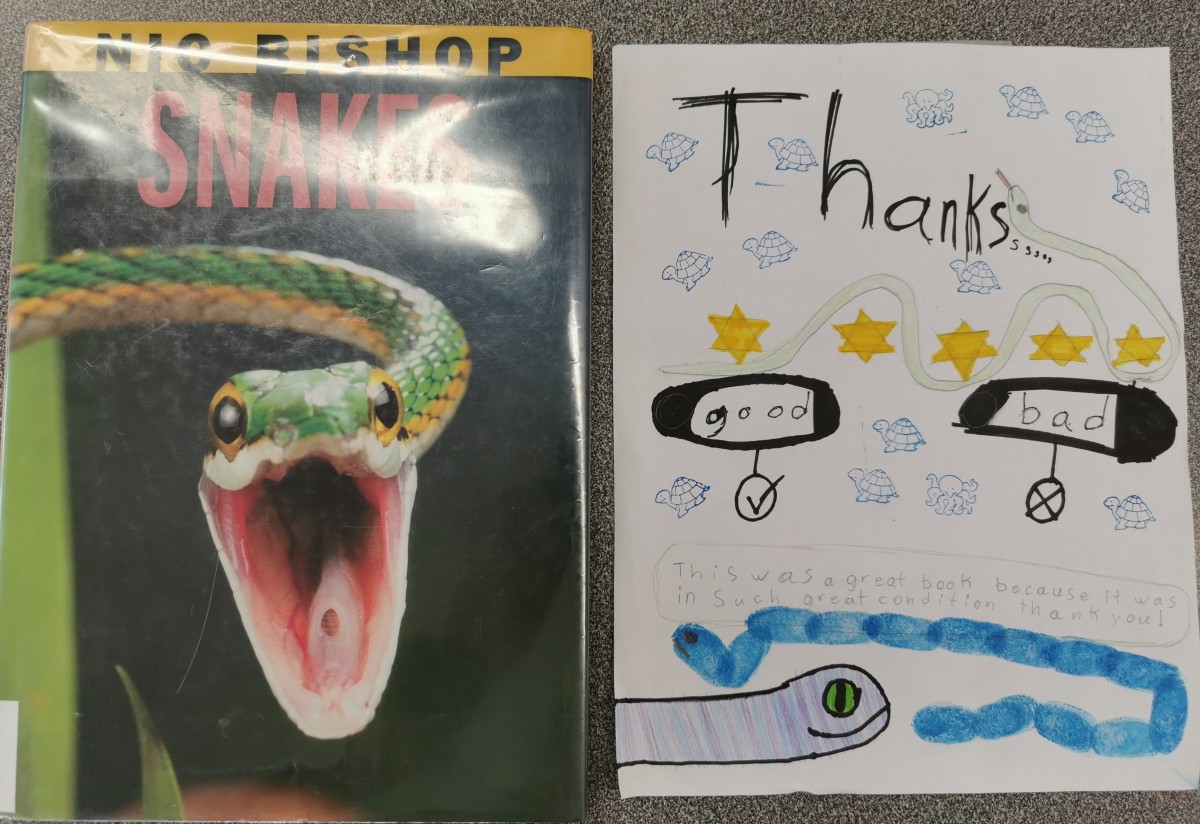 NIC BISHOP
SNAKES
Thanks
sssss
good
bad
This was a great book because it was
in Such great condition thank you!